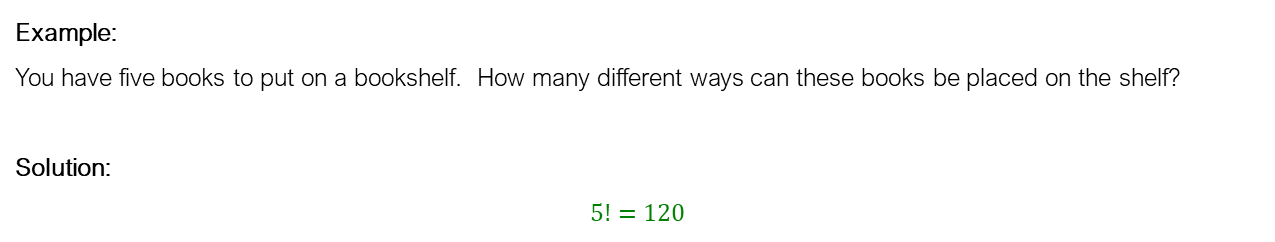 Example:
You have five books to put on a bookshelf.  How many different ways can these books be placed on the shelf?
Solution:
5! = 120